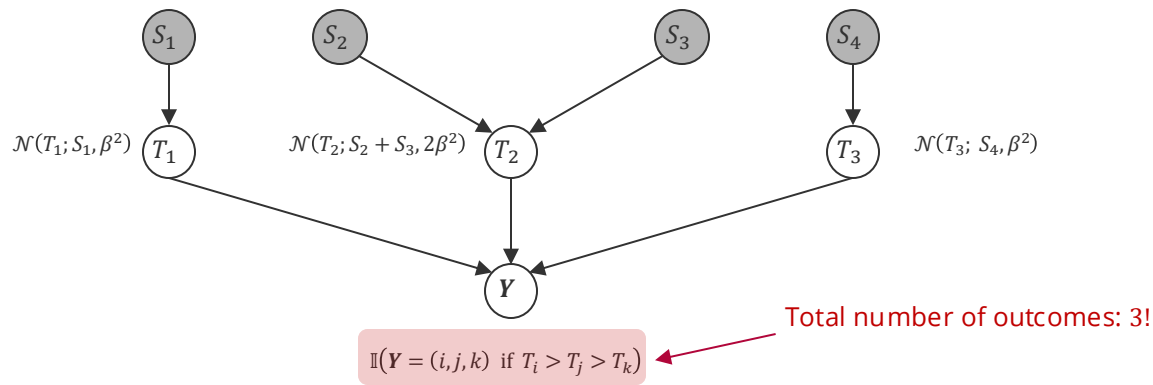 S₁
S₂
S₃
S₄
𝒩(T₁; S₁, β²)
T₁
𝒩(T₂; S₂ + S₃, 2β²)
T₂
T₃
𝒩(T₃; S₄, β²)
Y
Total number of outcomes: 3!
𝕀(Y = (i, j, k) if Tᵢ > Tⱼ > Tₖ)